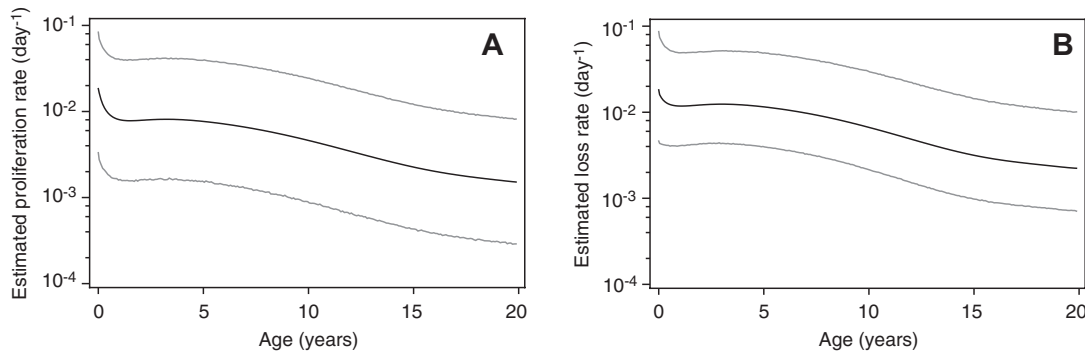 A
Estimated proliferation rate (day⁻¹)
10⁻¹
10⁻²
10⁻³
10⁻⁴
0 5 10 15 20
Age (years)
B
Estimated loss rate (day⁻¹)
10⁻¹
10⁻²
10⁻³
10⁻⁴
0 5 10 15 20
Age (years)